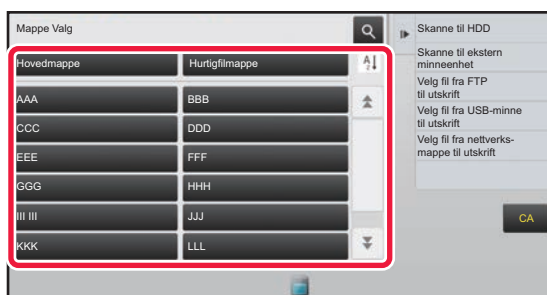 Mappe Valg
Hovedmappe
Hurtigfilmappe
A
Z
AAA
BBB
CCC
DDD
EEE
FFF
GGG
HHH
III III
JJJ
KKK
LLL
Skanne til HDD
Skanne til ekstern
minneenhet
Velg fil fra FTP
til utskrift
Velg fil fra USB-minne
til utskrift
Velg fil fra nettverks-
mappe til utskrift
CA